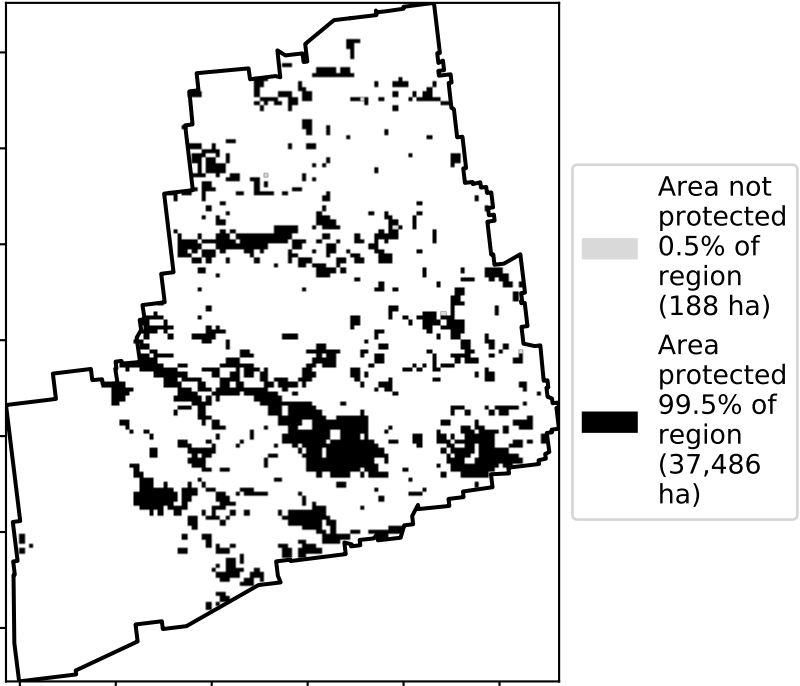 Area not
protected
0.5% of
region
(188 ha)
Area
protected
99.5% of
region
(37,486
ha)